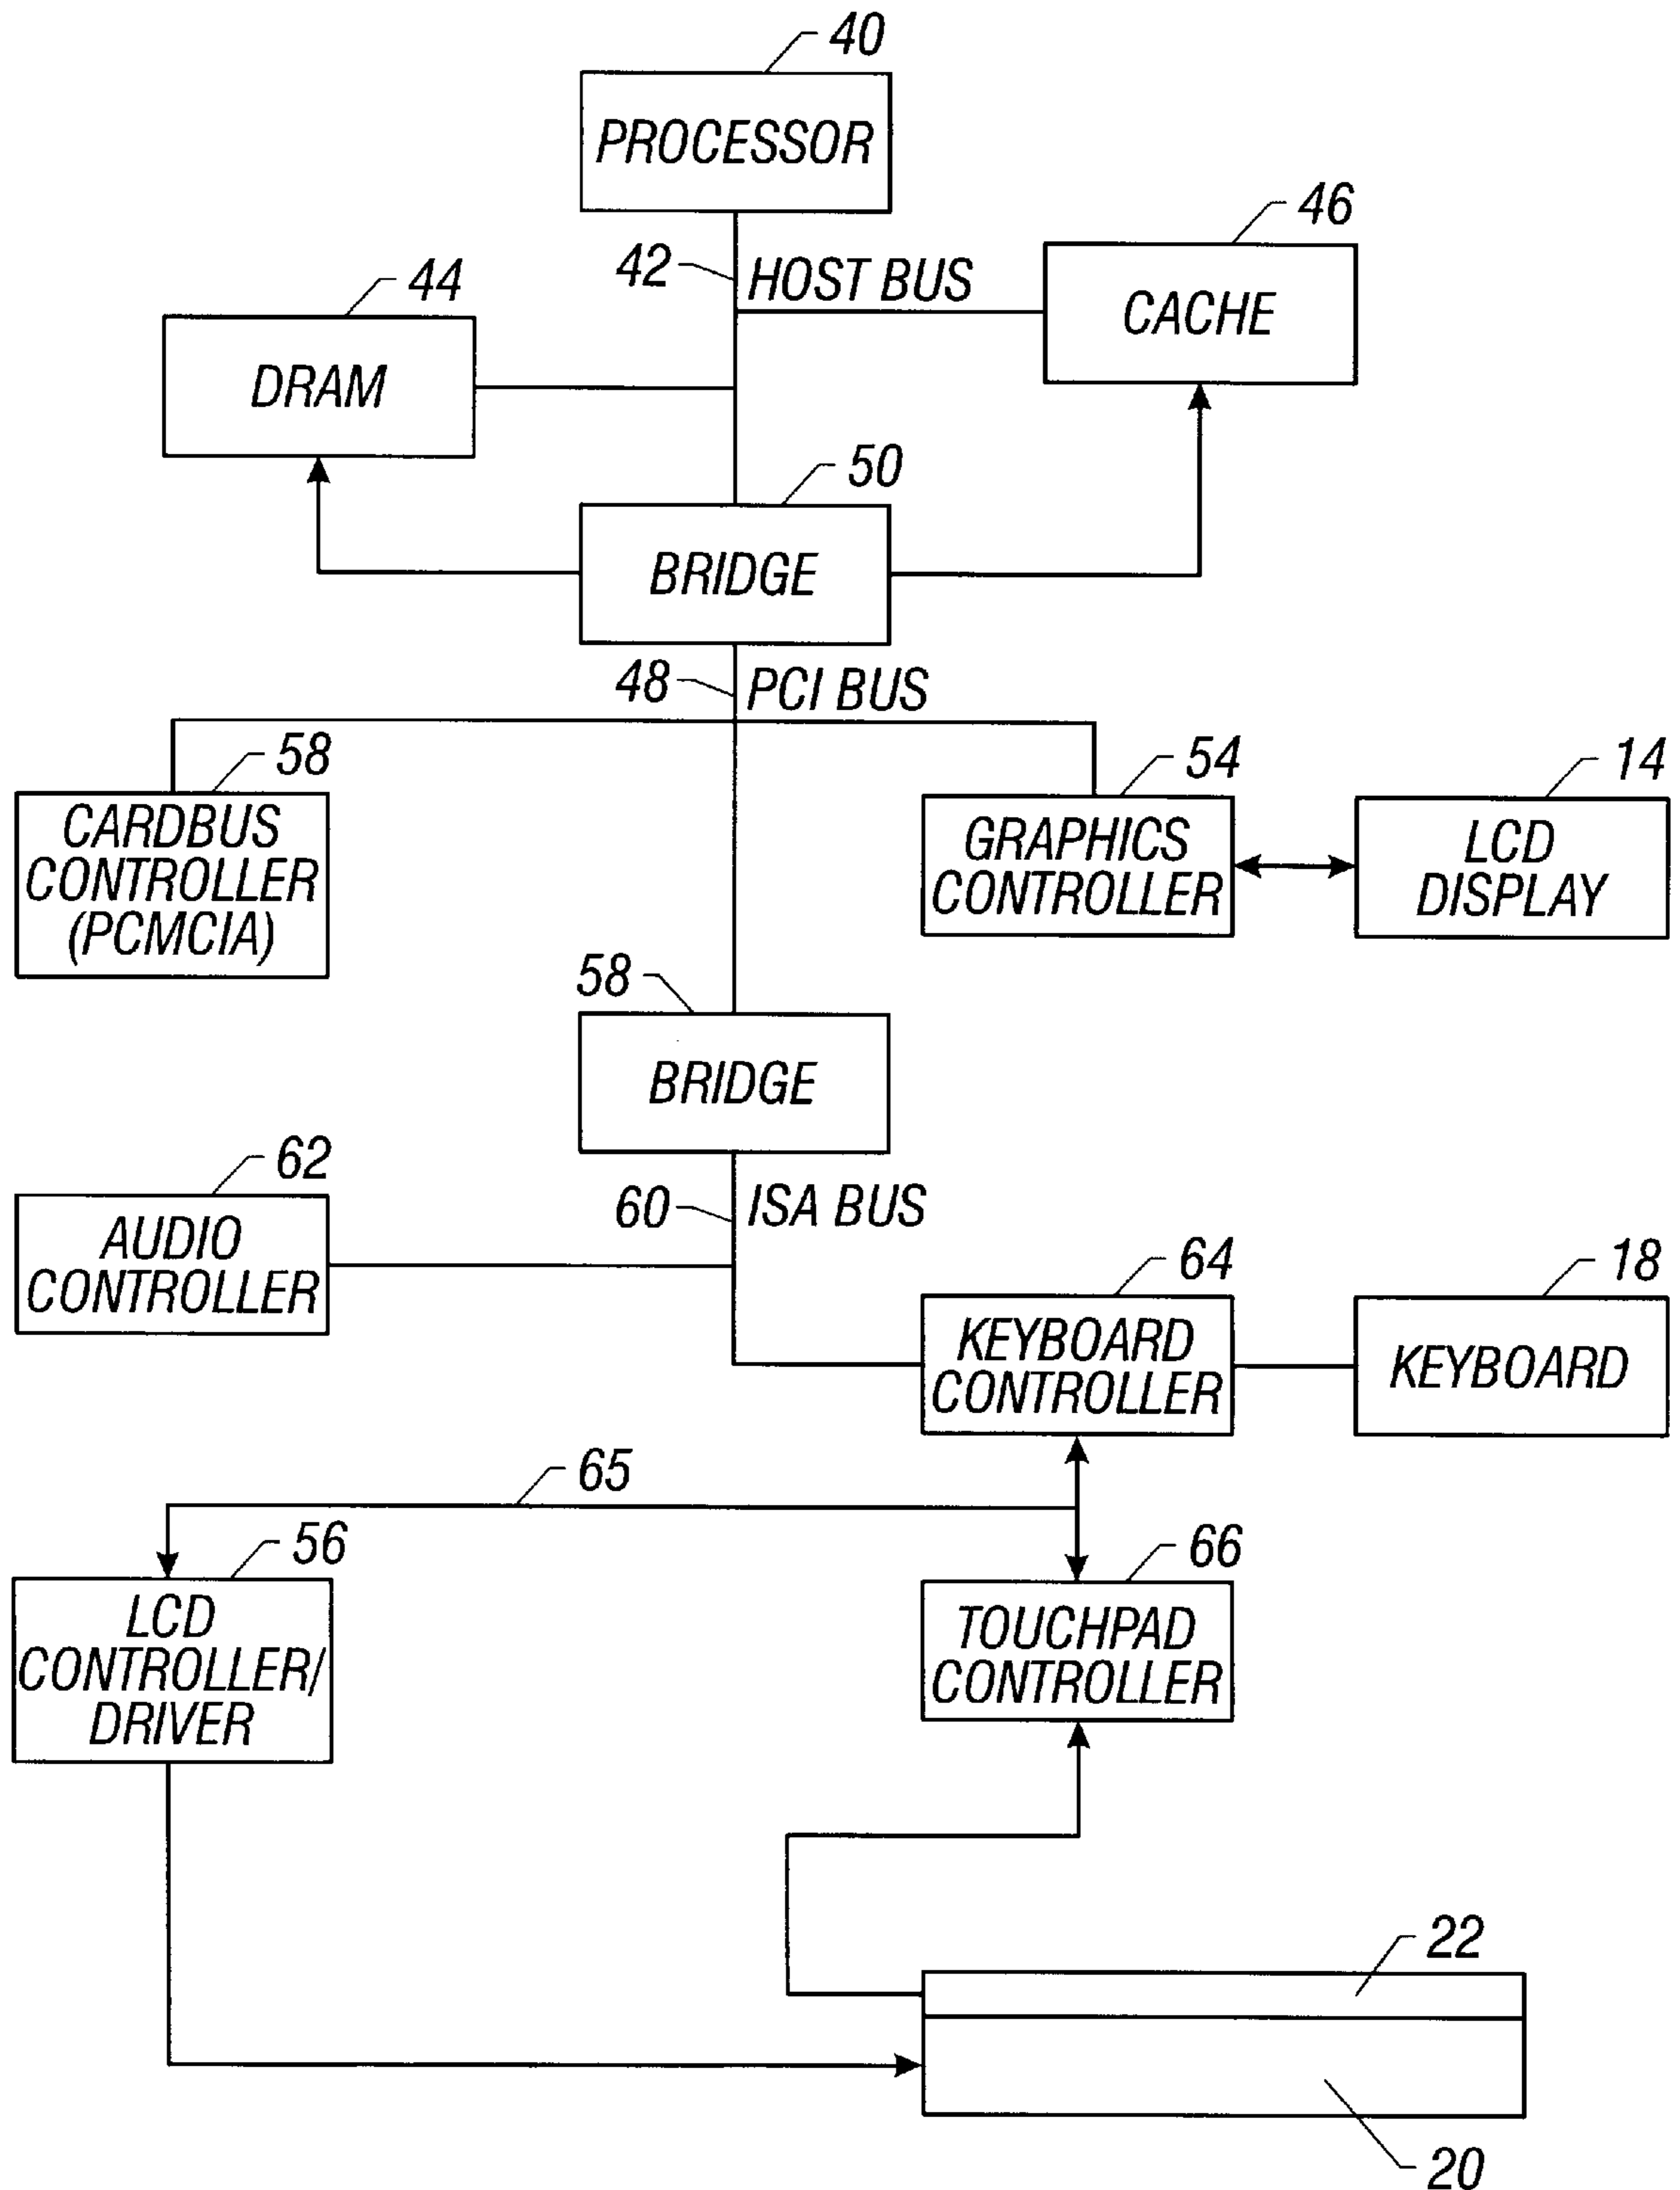 40
PROCESSOR
46
42
HOST BUS
CACHE
44
DRAM
50
BRIDGE
48
PCI BUS
58
CARDBUS
CONTROLLER
(PCMCIA)
54
GRAPHICS
CONTROLLER
14
LCD
DISPLAY
58
BRIDGE
62
AUDIO
CONTROLLER
60
ISA BUS
64
KEYBOARD
CONTROLLER
18
KEYBOARD
65
56
LCD
CONTROLLER/
DRIVER
66
TOUCHPAD
CONTROLLER
22
20